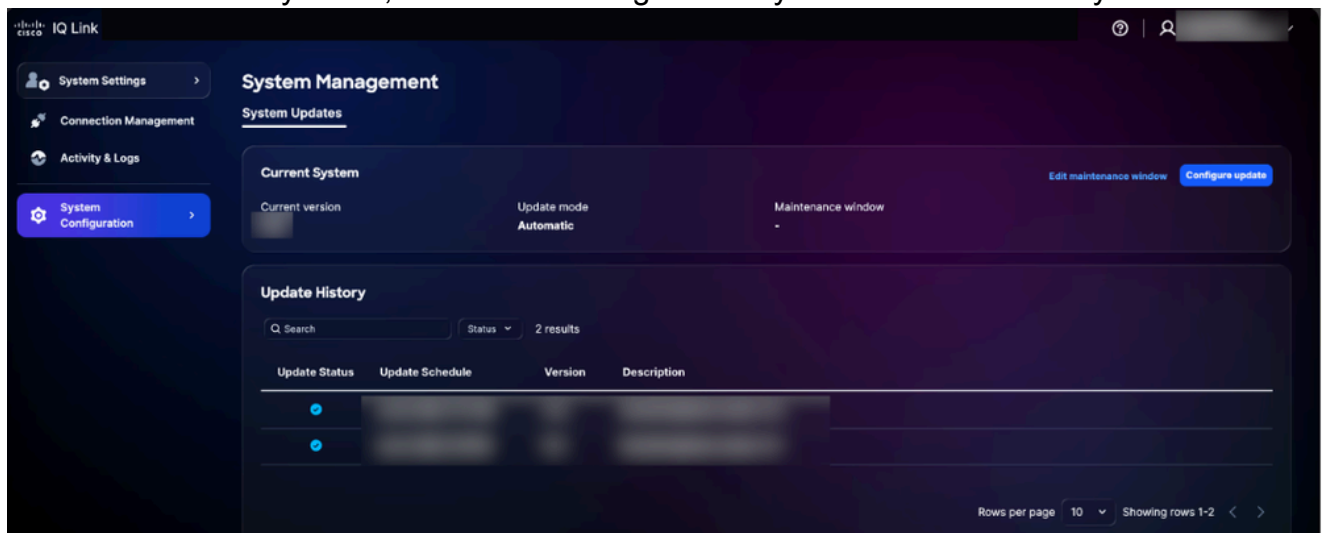 cisco IQ Link
System Settings
Connection Management
Activity & Logs
System
Configuration
System Management
System Updates
Current System
Edit maintenance window
Configure update
Current version
Update mode
Maintenance window
Automatic
-
Update History
Search
Status
2 results
Update Status Update Schedule Version Description
Rows per page 10 Showing rows 1-2